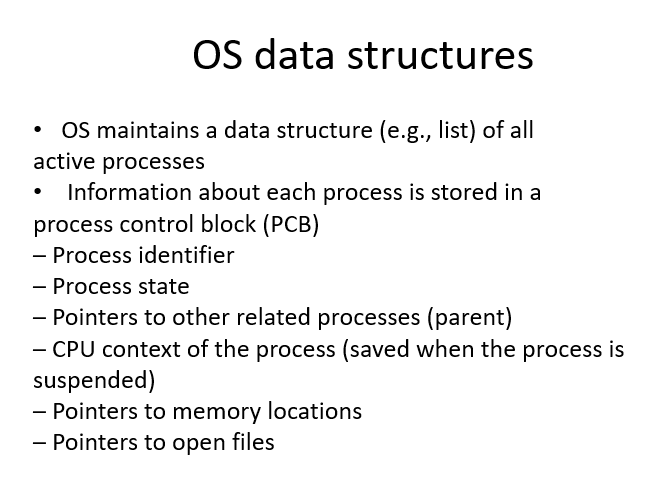 OS data structures
• OS maintains a data structure (e.g., list) of all
active processes
• Information about each process is stored in a
process control block (PCB)
– Process identifier
– Process state
– Pointers to other related processes (parent)
– CPU context of the process (saved when the process is
suspended)
– Pointers to memory locations
– Pointers to open files